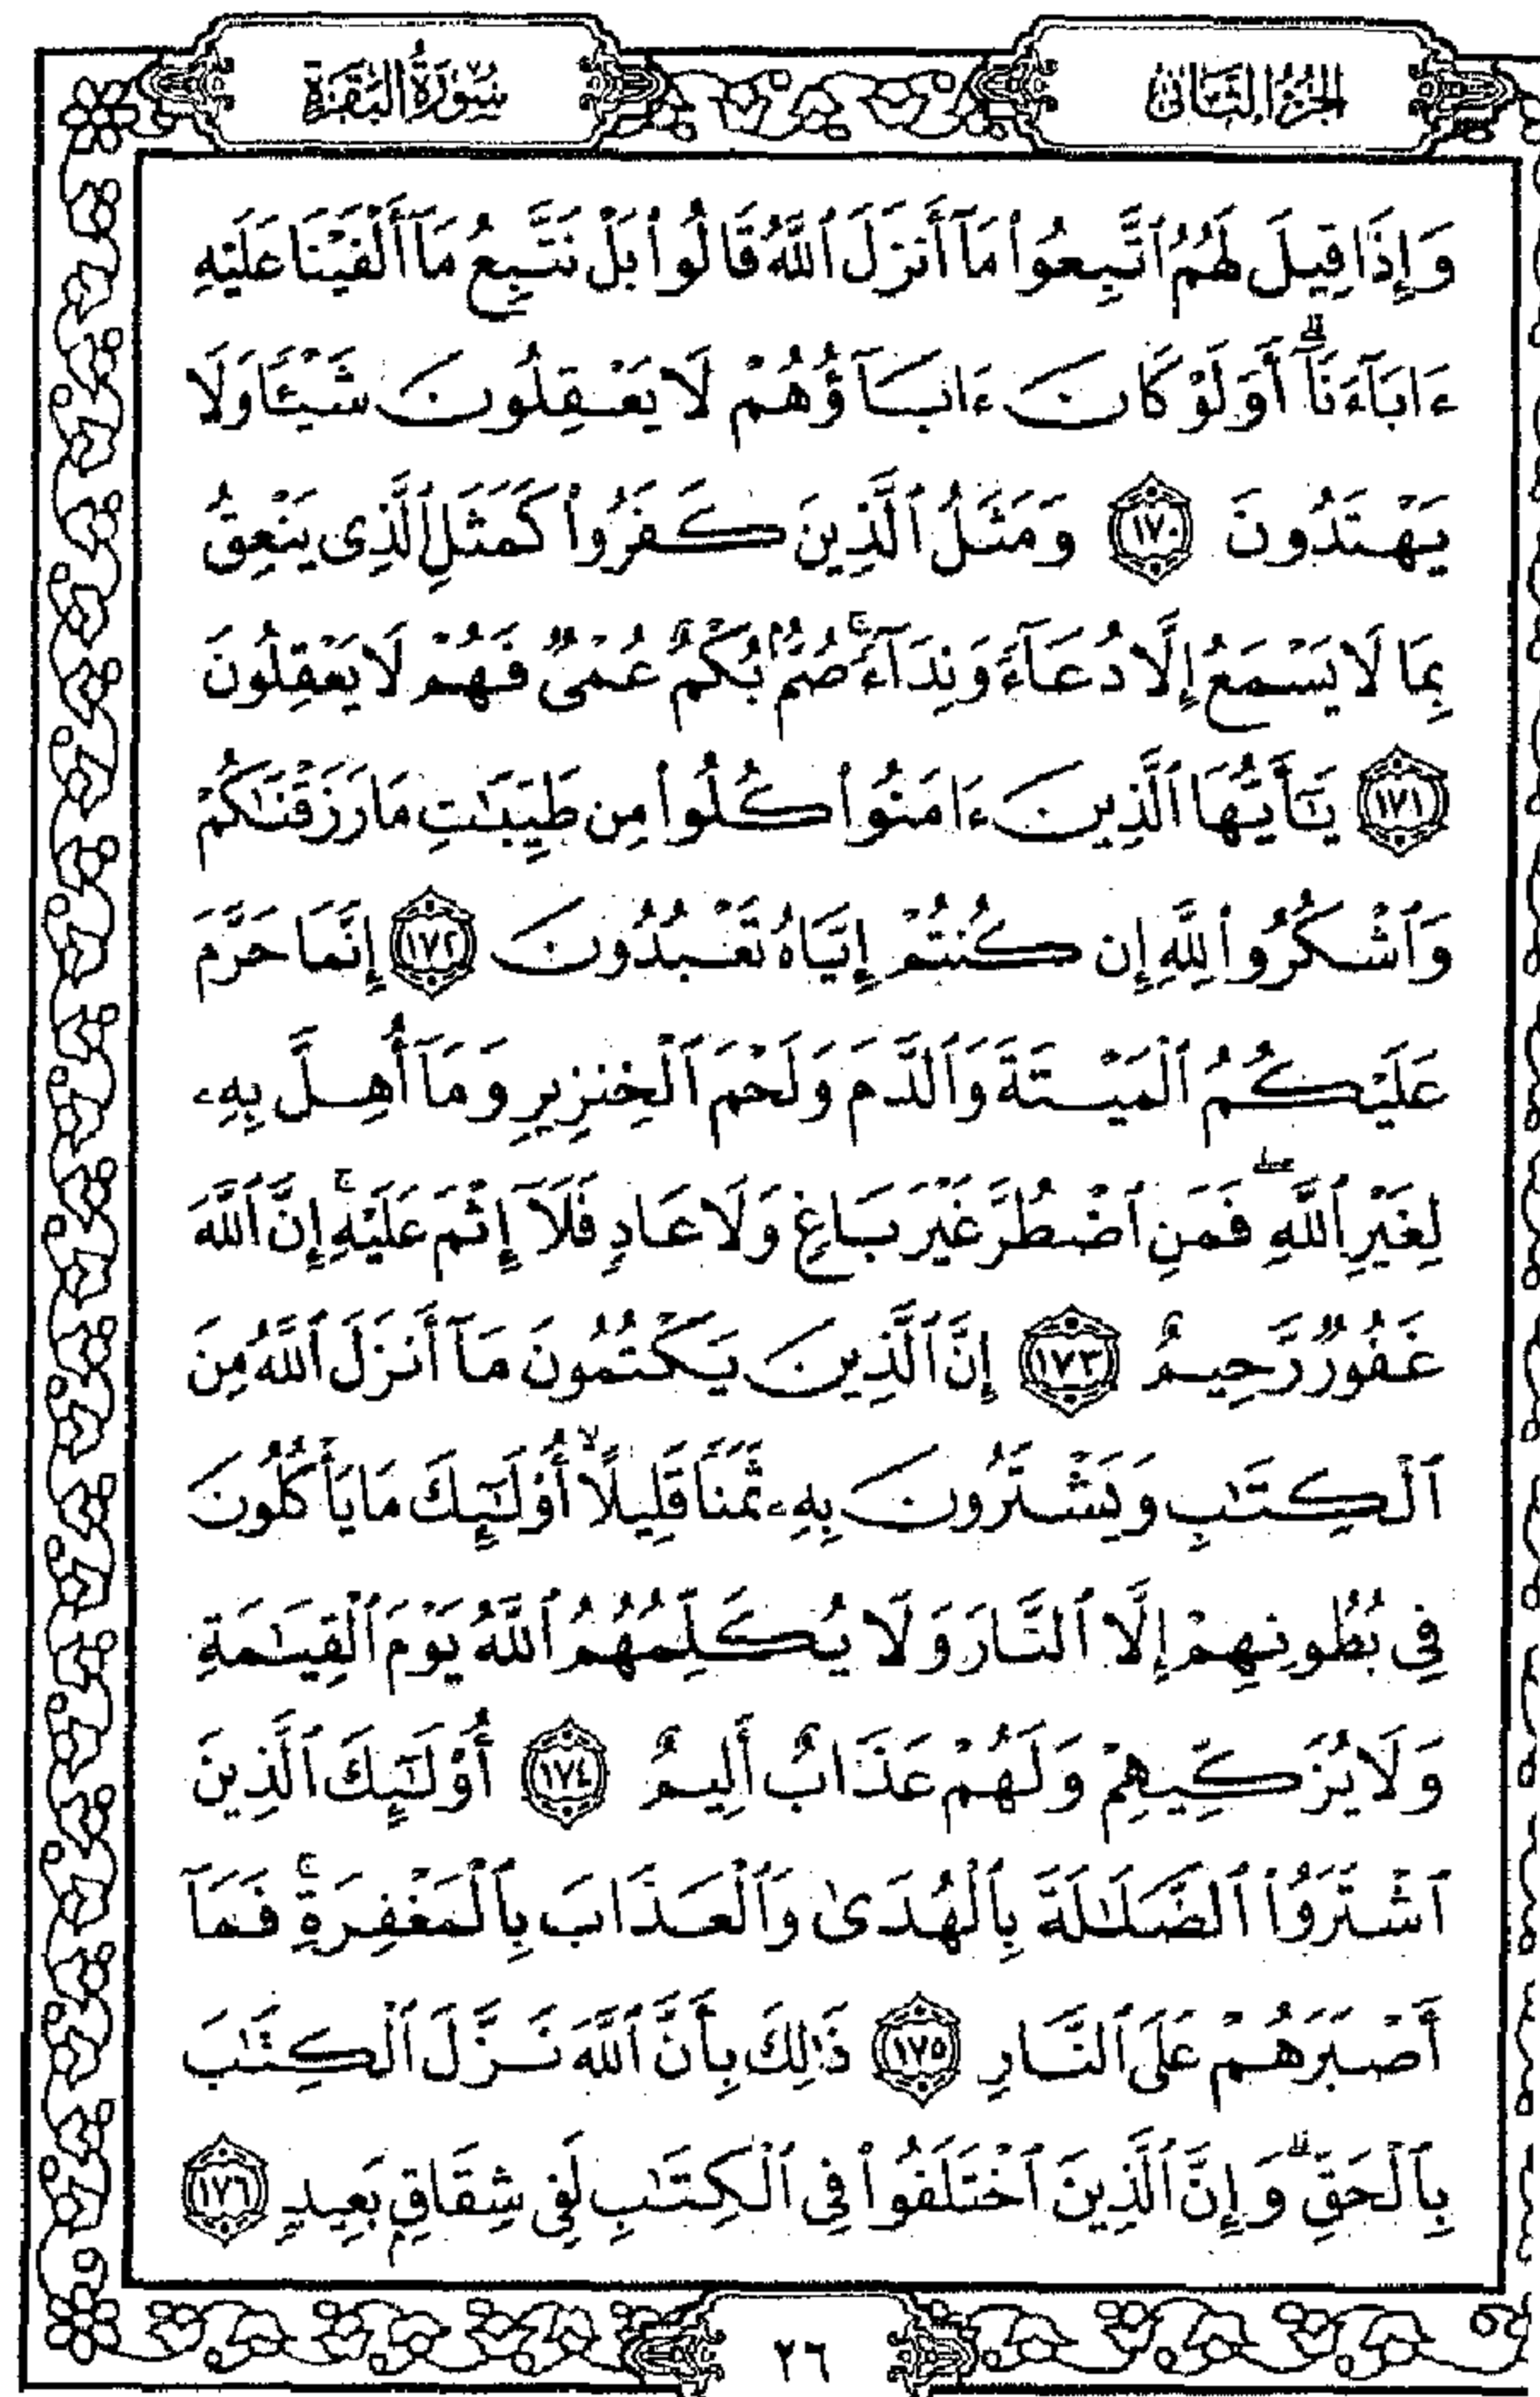 الجزء الثاني
سورة البقرة
وَإِذَا قِيلَ لَهُمُ ٱتَّبِعُوا۟ مَآ أَنزَلَ ٱللَّهُ قَالُوا۟ بَلْ نَتَّبِعُ مَآ أَلْفَيْنَا عَلَيْهِ
ءَابَآءَنَآ ۗ أَوَلَوْ كَانَ ءَابَآؤُهُمْ لَا يَعْقِلُونَ شَيْـًٔا وَلَا
يَهْتَدُونَ ١٧٠ وَمَثَلُ ٱلَّذِينَ كَفَرُوا۟ كَمَثَلِ ٱلَّذِى يَنْعِقُ
بِمَا لَا يَسْمَعُ إِلَّا دُعَآءً وَنِدَآءً ۚ صُمٌّۢ بُكْمٌ عُمْىٌ فَهُمْ لَا يَعْقِلُونَ
١٧١ يَـٰٓأَيُّهَا ٱلَّذِينَ ءَامَنُوا۟ كُلُوا۟ مِن طَيِّبَـٰتِ مَا رَزَقْنَـٰكُمْ
وَٱشْكُرُوا۟ لِلَّهِ إِن كُنتُمْ إِيَّاهُ تَعْبُدُونَ ١٧٢ إِنَّمَا حَرَّمَ
عَلَيْكُمُ ٱلْمَيْتَةَ وَٱلدَّمَ وَلَحْمَ ٱلْخِنزِيرِ وَمَآ أُهِلَّ بِهِۦ
لِغَيْرِ ٱللَّهِ ۖ فَمَنِ ٱضْطُرَّ غَيْرَ بَاغٍ وَلَا عَادٍ فَلَآ إِثْمَ عَلَيْهِ ۚ إِنَّ ٱللَّهَ
غَفُورٌ رَّحِيمٌ ١٧٣ إِنَّ ٱلَّذِينَ يَكْتُمُونَ مَآ أَنزَلَ ٱللَّهُ مِنَ
ٱلْكِتَـٰبِ وَيَشْتَرُونَ بِهِۦ ثَمَنًا قَلِيلًا ۙ أُو۟لَـٰٓئِكَ مَا يَأْكُلُونَ
فِى بُطُونِهِمْ إِلَّا ٱلنَّارَ وَلَا يُكَلِّمُهُمُ ٱللَّهُ يَوْمَ ٱلْقِيَـٰمَةِ
وَلَا يُزَكِّيهِمْ وَلَهُمْ عَذَابٌ أَلِيمٌ ١٧٤ أُو۟لَـٰٓئِكَ ٱلَّذِينَ
ٱشْتَرَوُا۟ ٱلضَّلَـٰلَةَ بِٱلْهُدَىٰ وَٱلْعَذَابَ بِٱلْمَغْفِرَةِ ۚ فَمَآ
أَصْبَرَهُمْ عَلَى ٱلنَّارِ ١٧٥ ذَٰلِكَ بِأَنَّ ٱللَّهَ نَزَّلَ ٱلْكِتَـٰبَ
بِٱلْحَقِّ ۗ وَإِنَّ ٱلَّذِينَ ٱخْتَلَفُوا۟ فِى ٱلْكِتَـٰبِ لَفِى شِقَاقٍۭ بَعِيدٍ ١٧٦
٢٦